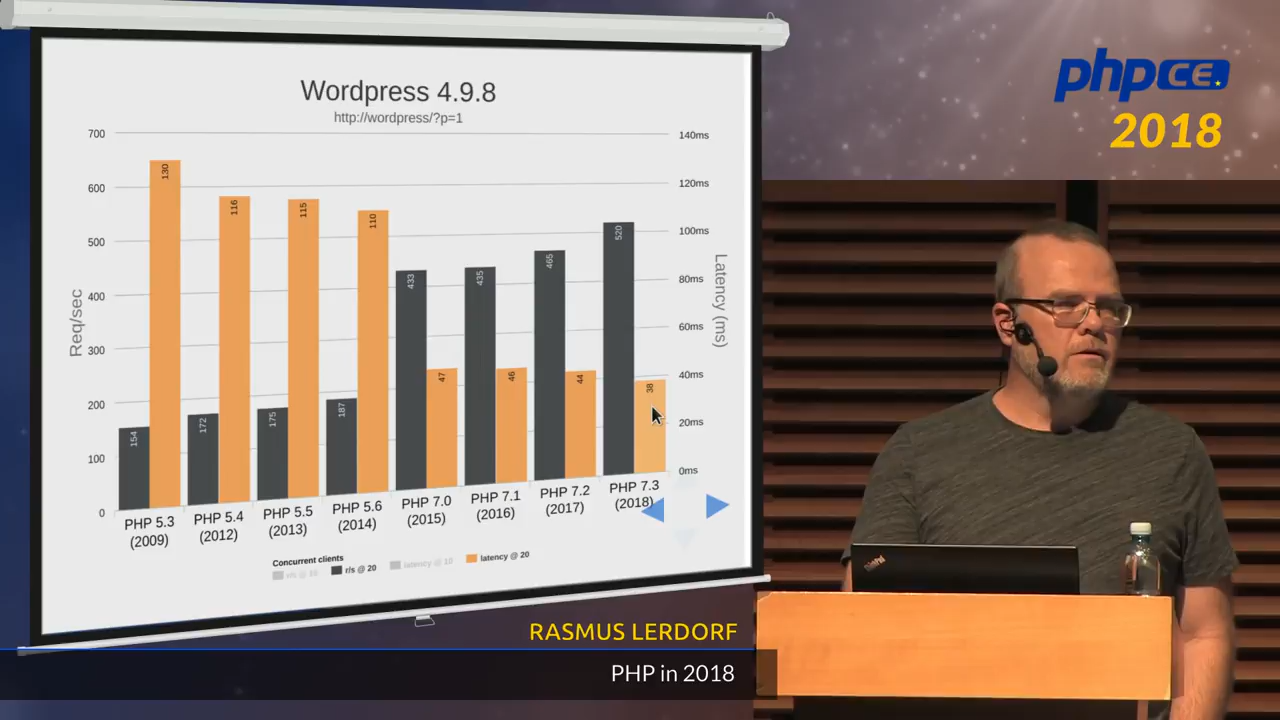 Wordpress 4.9.8
http://wordpress/?p=1
700
600
500
400
300
200
100
0
Req/sec
140ms
120ms
100ms
80ms
60ms
40ms
20ms
0ms
Latency (ms)
154
130
172
116
175
115
187
110
433
47
435
46
465
44
520
38
PHP 5.3
(2009)
PHP 5.4
(2012)
PHP 5.5
(2013)
PHP 5.6
(2014)
PHP 7.0
(2015)
PHP 7.1
(2016)
PHP 7.2
(2017)
PHP 7.3
(2018)
Concurrent clients
r/s @ 20
latency @ 10
latency @ 20
phpCE.
2018
ThinkPad
RASMUS LERDORF
PHP in 2018